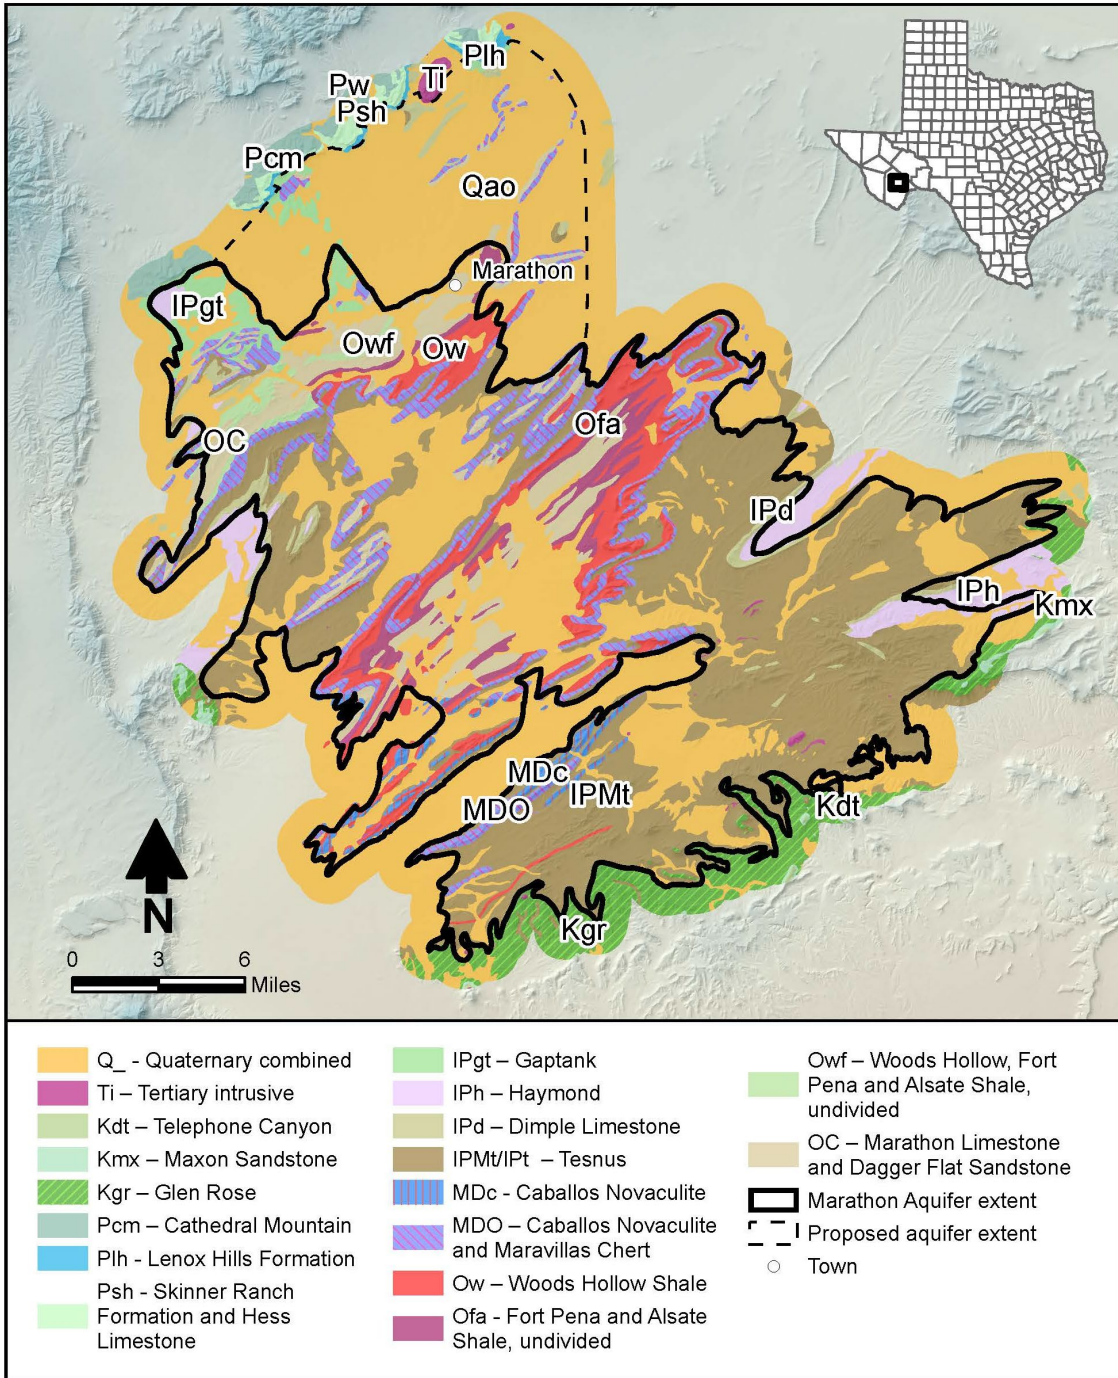 Plh
Ti
Pw
Psh
Pcm
Qao
Marathon
IPgt
Owf
Ow
Ofa
OC
IPd
IPh
Kmx
MDc
IPMt
MDO
Kdt
Kgr
N
0 3 6
Miles
Q_ - Quaternary combined
Ti – Tertiary intrusive
Kdt – Telephone Canyon
Kmx – Maxon Sandstone
Kgr – Glen Rose
Pcm – Cathedral Mountain
Plh - Lenox Hills Formation
Psh - Skinner Ranch
Formation and Hess
Limestone
IPgt – Gaptank
IPh – Haymond
IPd – Dimple Limestone
IPMt/IPt – Tesnus
MDc - Caballos Novaculite
MDO – Caballos Novaculite
and Maravillas Chert
Ow – Woods Hollow Shale
Ofa - Fort Pena and Alsate
Shale, undivided
Owf – Woods Hollow, Fort
Pena and Alsate Shale,
undivided
OC – Marathon Limestone
and Dagger Flat Sandstone
Marathon Aquifer extent
Proposed aquifer extent
Town